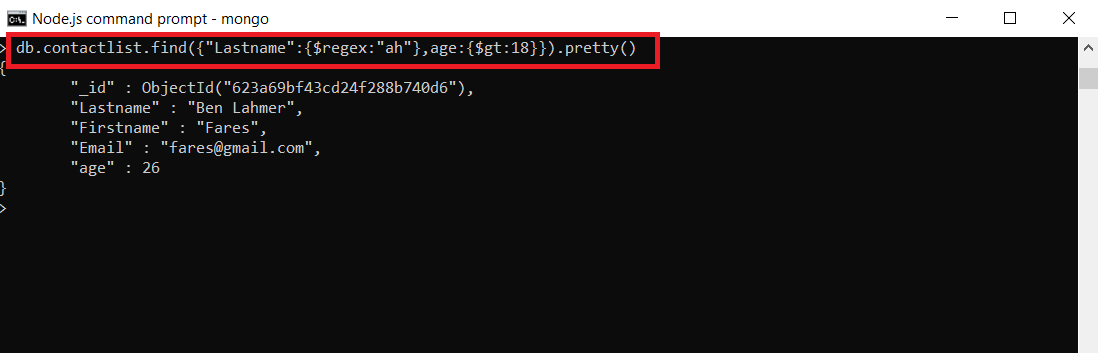 Node.js command prompt - mongo
> db.contactlist.find({"Lastname":{$regex:"ah"},age:{$gt:18}}).pretty()
{
"_id" : ObjectId("623a69bf43cd24f288b740d6"),
"Lastname" : "Ben Lahmer",
"Firstname" : "Fares",
"Email" : "fares@gmail.com",
"age" : 26
}
>